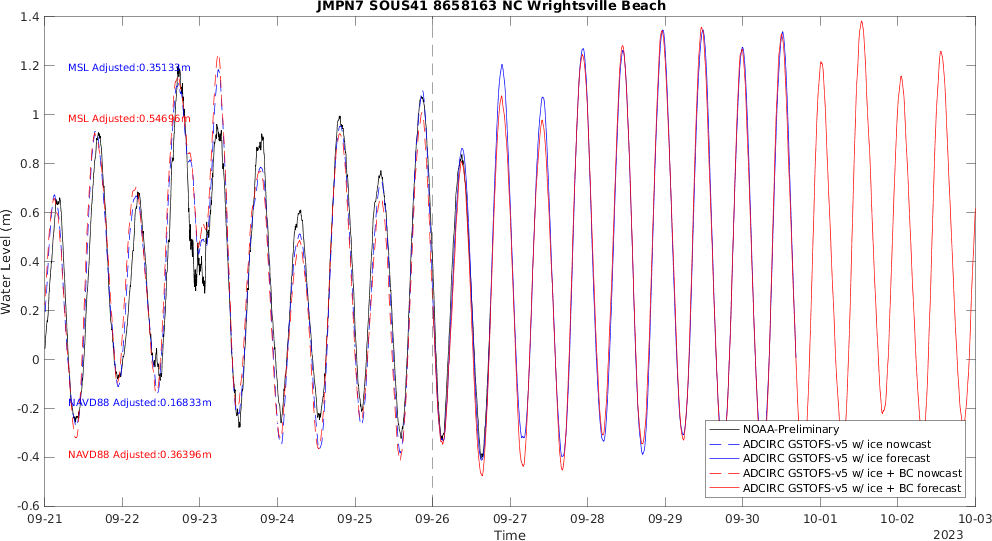 JMPN7 SOUS41 8658163 NC Wrightsville Beach
1.4
1.2
1
0.8
0.6
0.4
0.2
0
-0.2
-0.4
-0.6
Water Level (m)
MSL Adjusted:0.35133m
MSL Adjusted:0.54696m
NAVD88 Adjusted:0.16833m
NAVD88 Adjusted:0.36396m
NOAA-Preliminary
ADCIRC GSTOFS-v5 w/ ice nowcast
ADCIRC GSTOFS-v5 w/ ice forecast
ADCIRC GSTOFS-v5 w/ ice + BC nowcast
ADCIRC GSTOFS-v5 w/ ice + BC forecast
09-21 09-22 09-23 09-24 09-25 09-26 09-27 09-28 09-29 09-30 10-01 10-02 10-03
Time
2023